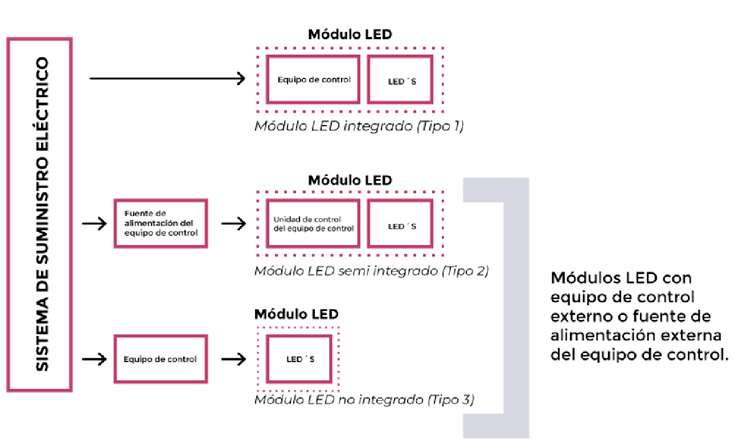 SISTEMA DE SUMINISTRO ELÉCTRICO
Módulo LED
Equipo de control
LED´S
Módulo LED integrado (Tipo 1)
Módulo LED
Fuente de
alimentación del
equipo de control
Unidad de control
del equipo de control
LED´S
Módulo LED semi integrado (Tipo 2)
Módulo LED
Equipo de control
LED´S
Módulo LED no integrado (Tipo 3)
Módulos LED con
equipo de control
externo o fuente de
alimentación externa
del equipo de control.